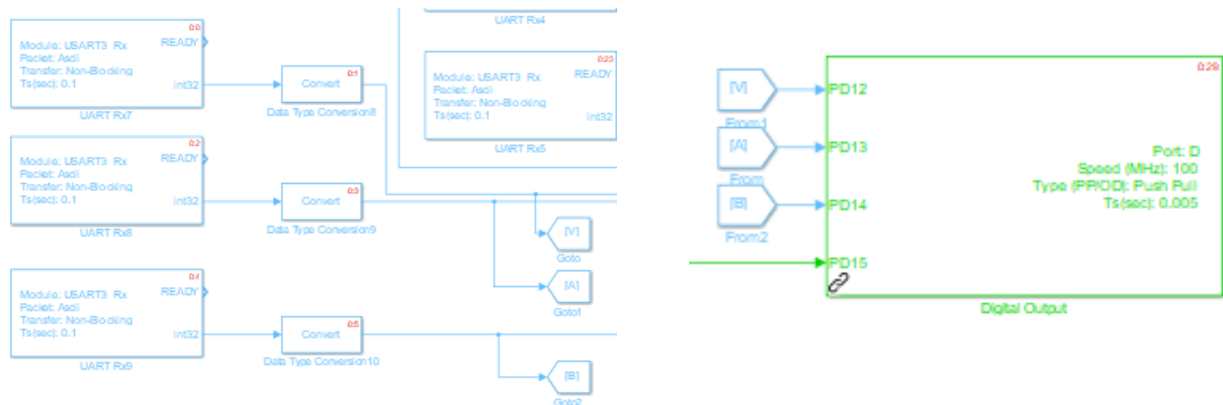 0:0
Module: USART3 Rx
READY
Packet: Ascii
Transfer: Non-Blocking
Ts(sec): 0.1
Int32
UART Rx7
0:1
Convert
Data Type Conversion8
0:2
Module: USART3 Rx
READY
Packet: Ascii
Transfer: Non-Blocking
Ts(sec): 0.1
Int32
UART Rx8
0:3
Convert
Data Type Conversion9
0:4
Module: USART3 Rx
READY
Packet: Ascii
Transfer: Non-Blocking
Ts(sec): 0.1
Int32
UART Rx9
0:5
Convert
Data Type Conversion10
UART Rx4
0:23
Module: USART3 Rx
READY
Packet: Ascii
Transfer: Non-Blocking
Ts(sec): 0.1
Int32
UART Rx5
[V]
Goto
[A]
Goto1
[B]
Goto2
[V]
From1
[A]
From
[B]
From2
0:29
PD12
PD13
PD14
PD15
Port: D
Speed (MHz): 100
Type (PP/OD): Push Pull
Ts(sec): 0.005
Digital Output